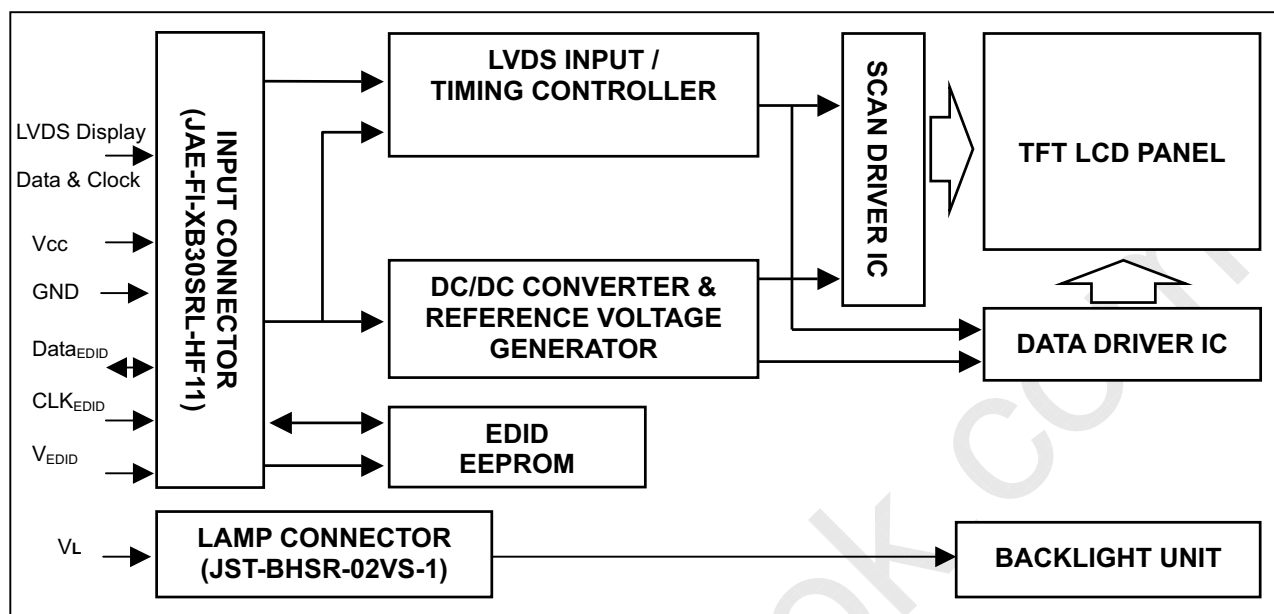 LVDS Display
Data & Clock
Vcc
GND
DataEDID
CLKEDID
VEDID
VL
INPUT CONNECTOR
(JAE-FI-XB30SRL-HF11)
LVDS INPUT /
TIMING CONTROLLER
DC/DC CONVERTER &
REFERENCE VOLTAGE
GENERATOR
EDID
EEPROM
SCAN DRIVER IC
TFT LCD PANEL
DATA DRIVER IC
LAMP CONNECTOR
(JST-BHSR-02VS-1)
BACKLIGHT UNIT
ok com